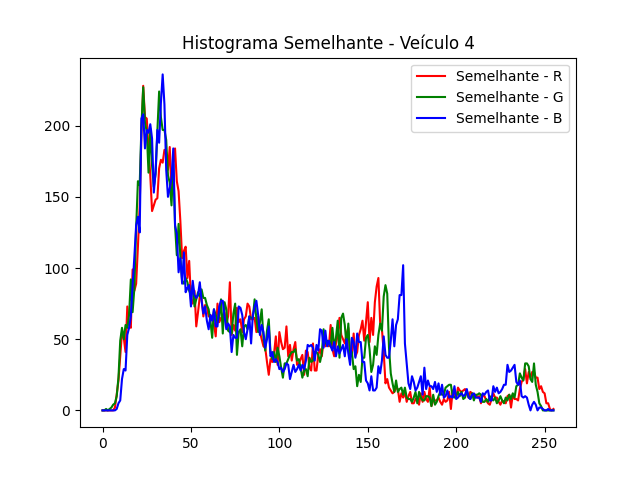 Histograma Semelhante - Veículo 4
Semelhante - R
Semelhante - G
Semelhante - B
200
150
100
50
0
0 50 100 150 200 250